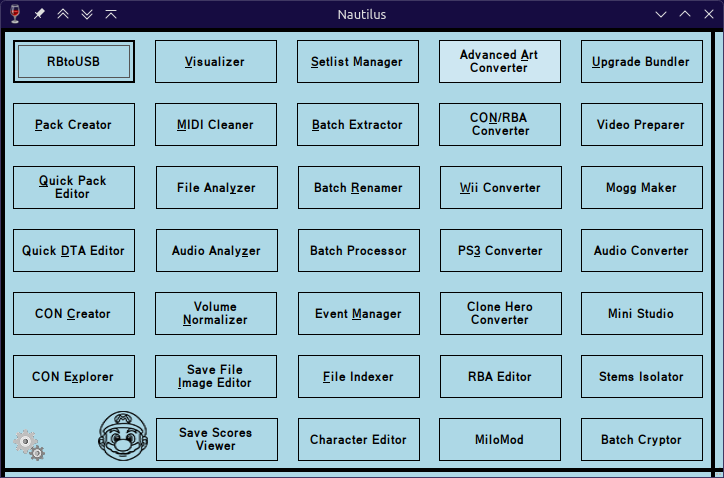 Nautilus
RBtoUSB
Visualizer
Setlist Manager
Advanced Art
Converter
Upgrade Bundler
Pack Creator
MIDI Cleaner
Batch Extractor
CON/RBA
Converter
Video Preparer
Quick Pack
Editor
File Analyzer
Batch Renamer
Wii Converter
Mogg Maker
Quick DTA Editor
Audio Analyzer
Batch Processor
PS3 Converter
Audio Converter
CON Creator
Volume
Normalizer
Event Manager
Clone Hero
Converter
Mini Studio
CON Explorer
Save File
Image Editor
File Indexer
RBA Editor
Stems Isolator
Save Scores
Viewer
Character Editor
MiloMod
Batch Cryptor